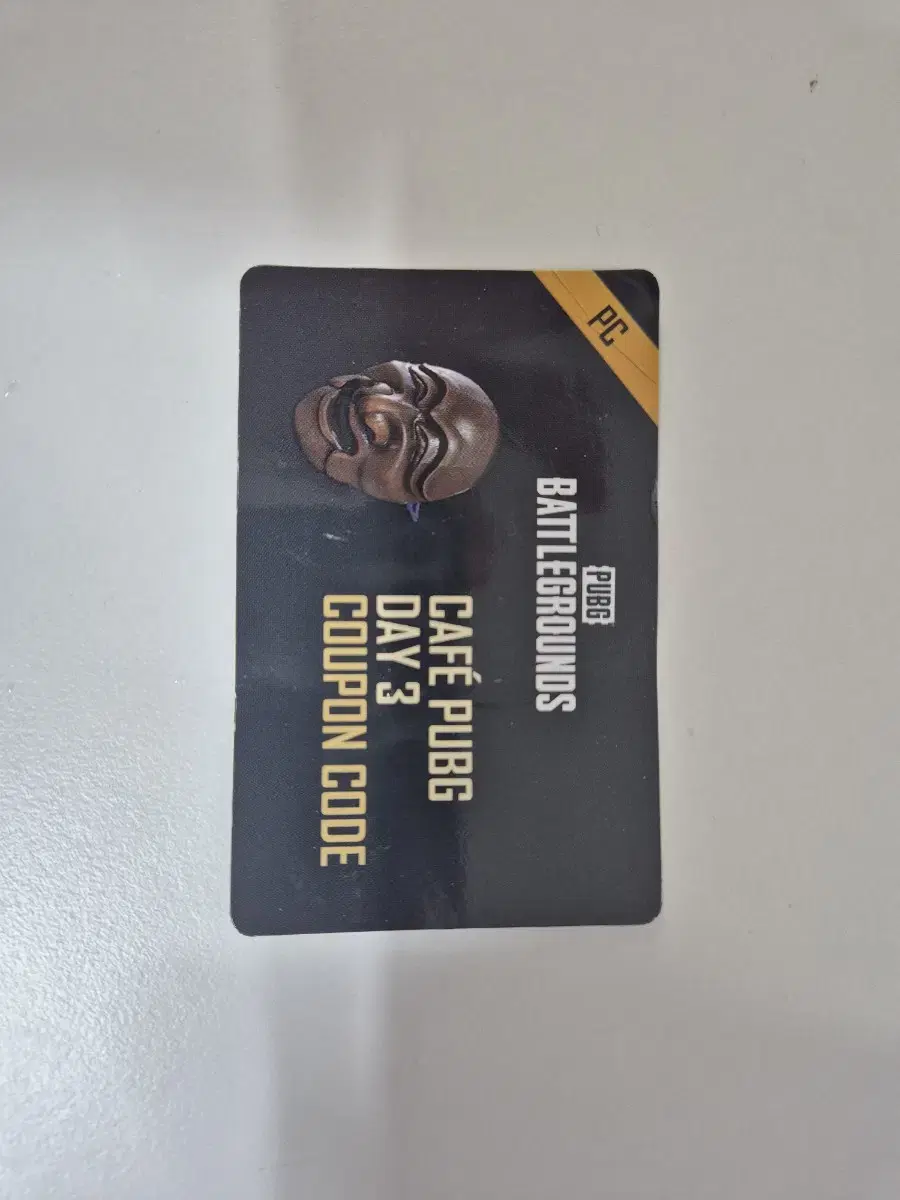 PC
PUBG
BATTLEGROUNDS
CAFÉ PUBG
DAY 3
COUPON CODE